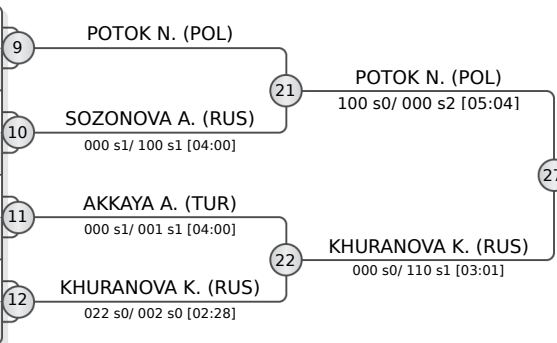 9
POTOK N. (POL)
21
POTOK N. (POL)
100 s0/ 000 s2 [05:04]
10
SOZONOVA A. (RUS)
000 s1/ 100 s1 [04:00]
27
11
AKKAYA A. (TUR)
000 s1/ 001 s1 [04:00]
22
KHURANOVA K. (RUS)
000 s0/ 110 s1 [03:01]
12
KHURANOVA K. (RUS)
022 s0/ 002 s0 [02:28]